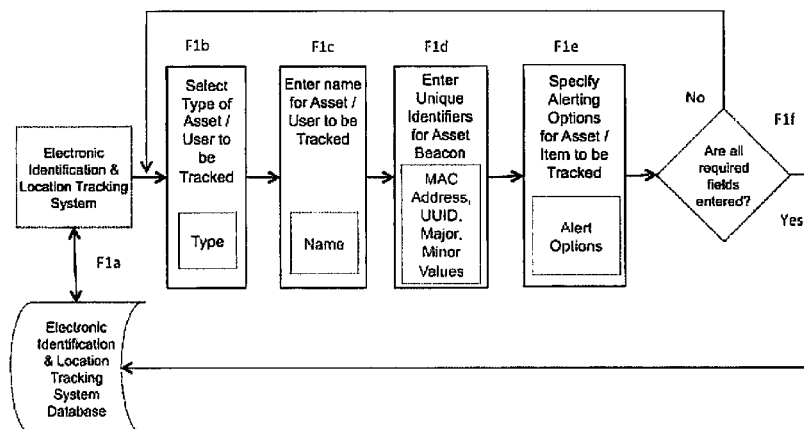 F1b
F1c
F1d
F1e
Select
Type of
Asset /
User to
be
Tracked
Type
Enter name
for Asset /
User to be
Tracked
Name
Enter
Unique
Identifiers
for Asset
Beacon
MAC
Address,
UUID,
Major,
Minor
Values
Specify
Alerting
Options
for Asset /
Item to be
Tracked
Alert
Options
No
F1f
Are all
required
fields
entered?
Yes
Electronic
Identification &
Location Tracking
System
F1a
Electronic
Identification
& Location
Tracking
System
Database